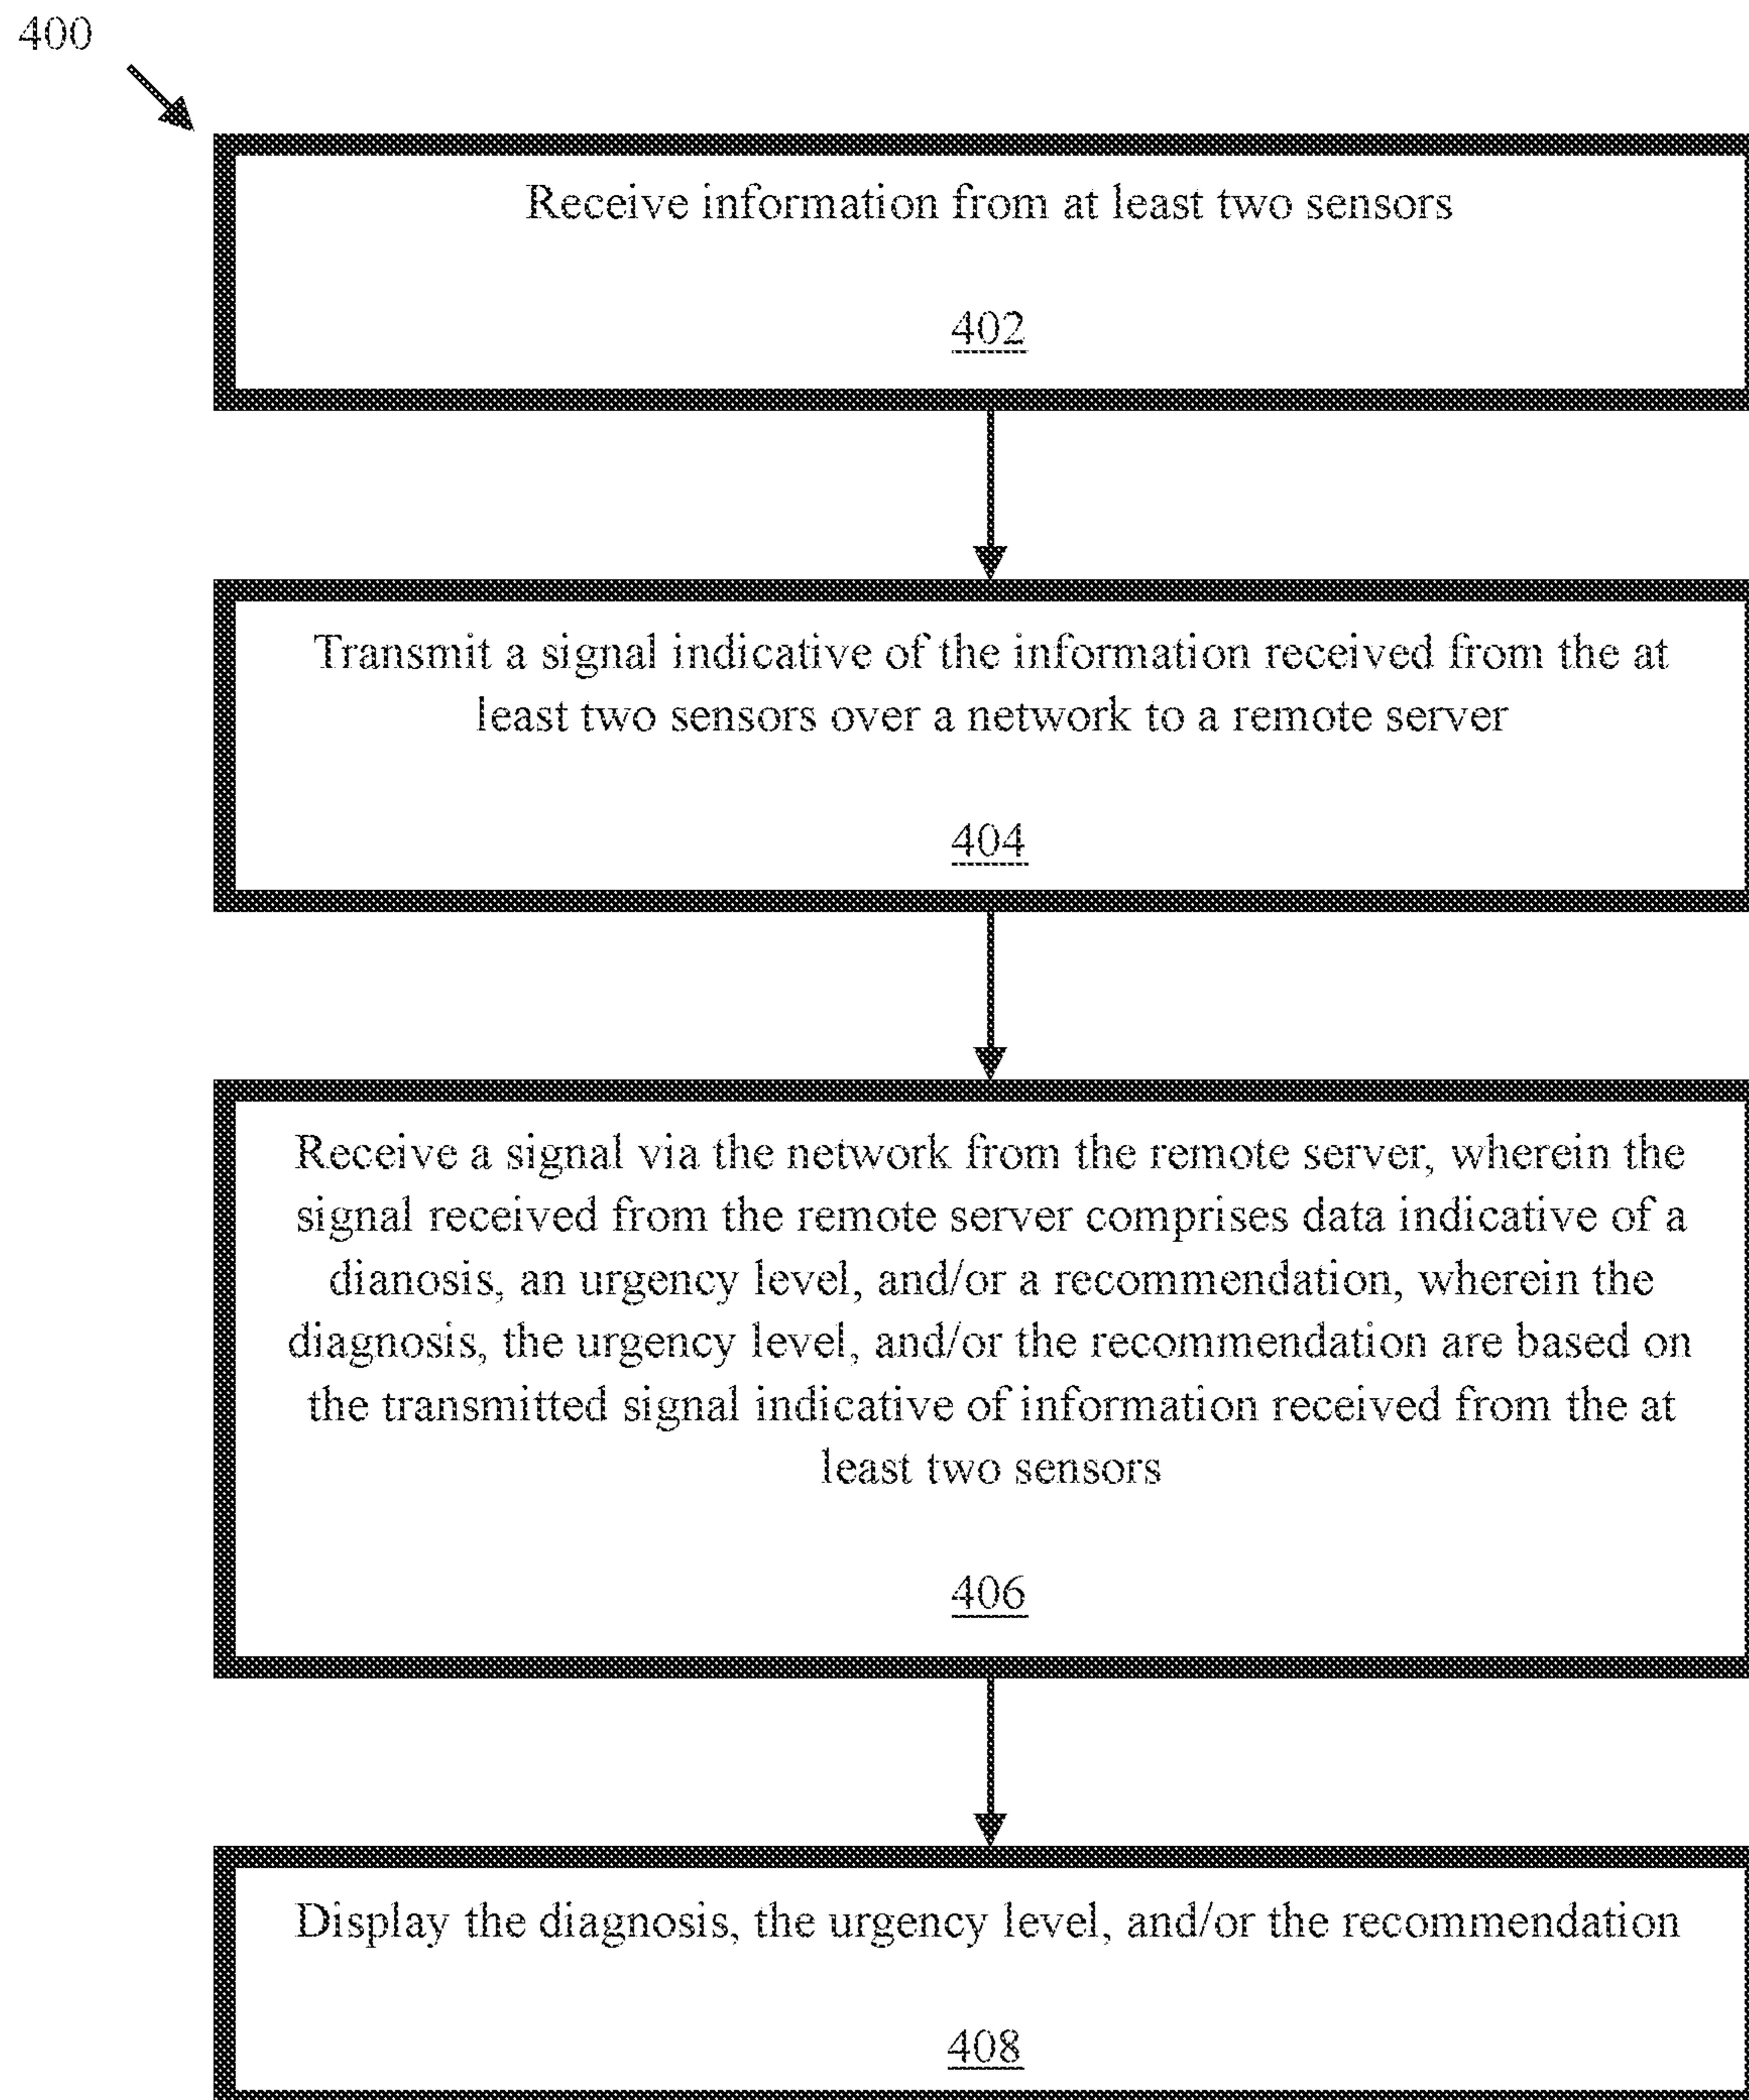 400
Receive information from at least two sensors
402
Transmit a signal indicative of the information received from the at
least two sensors over a network to a remote server
404
Receive a signal via the network from the remote server, wherein the
signal received from the remote server comprises data indicative of a
dianosis, an urgency level, and/or a recommendation, wherein the
diagnosis, the urgency level, and/or the recommendation are based on
the transmitted signal indicative of information received from the at
least two sensors
406
Display the diagnosis, the urgency level, and/or the recommendation
408